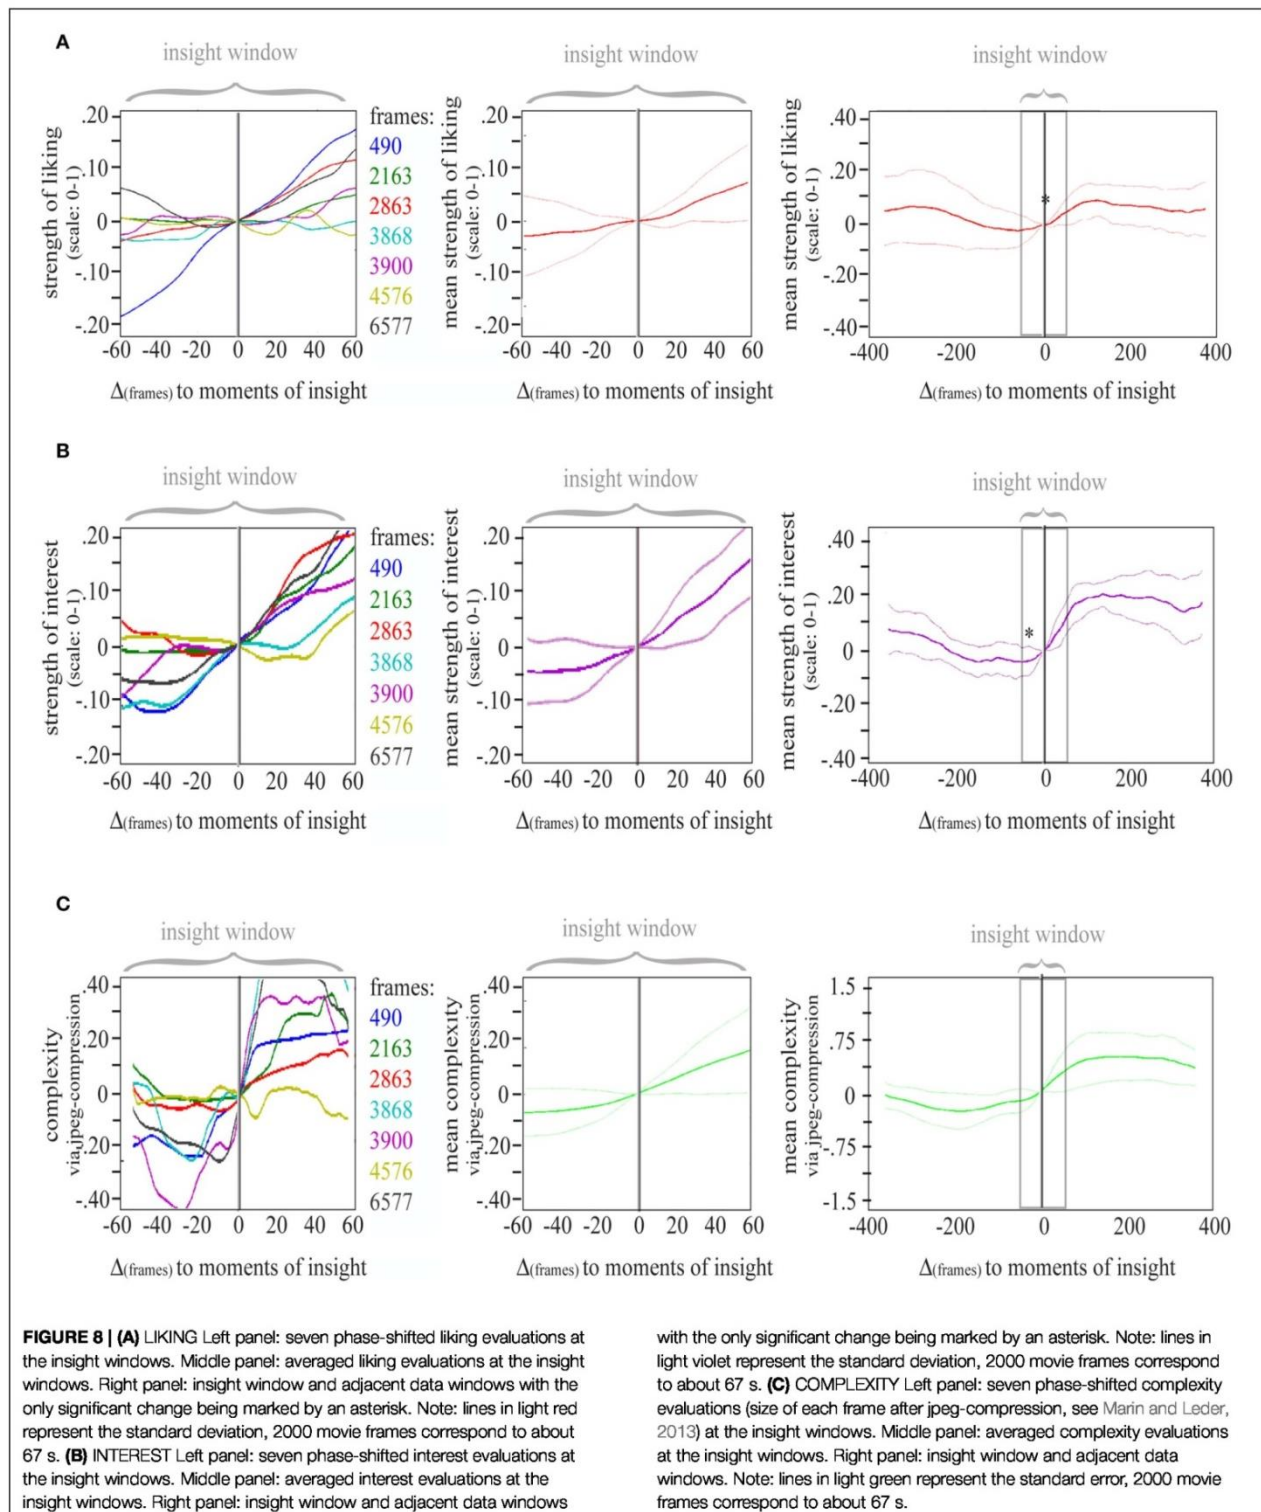 A
insight window
insight window
insight window
strength of liking
(scale: 0-1)
.20
.10
0
-.10
-.20
-60 -40 -20 0 20 40 60
Δ(frames) to moments of insight
frames:
490
2163
2863
3868
3900
4576
6577
mean strength of liking
(scale: 0-1)
.20
.10
0
-.10
-.20
-60 -40 -20 0 20 40 60
Δ(frames) to moments of insight
mean strength of liking
(scale: 0-1)
.40
.20
0
-.20
-.40
*
-400 -200 0 200 400
Δ(frames) to moments of insight
B
insight window
insight window
insight window
strength of interest
(scale: 0-1)
.20
.10
0
-.10
-.20
-60 -40 -20 0 20 40 60
Δ(frames) to moments of insight
frames:
490
2163
2863
3868
3900
4576
6577
mean strength of interest
(scale: 0-1)
.20
.10
0
-.10
-.20
-60 -40 -20 0 20 40 60
Δ(frames) to moments of insight
mean strength of interest
(scale: 0-1)
.40
.20
0
-.20
-.40
*
-400 -200 0 200 400
Δ(frames) to moments of insight
C
insight window
insight window
insight window
complexity
via jpeg-compression
.40
.20
0
.20
-.40
-60 -40 -20 0 20 40 60
Δ(frames) to moments of insight
frames:
490
2163
2863
3868
3900
4576
6577
mean complexity
via jpeg-compression
.40
.20
0
.20
-.40
-60 -40 -20 0 20 40 60
Δ(frames) to moments of insight
mean complexity
via jpeg-compression
1.5
.75
0
-.75
-1.5
-400 -200 0 200 400
Δ(frames) to moments of insight
FIGURE 8 | (A) LIKING Left panel: seven phase-shifted liking evaluations at
the insight windows. Middle panel: averaged liking evaluations at the insight
windows. Right panel: insight window and adjacent data windows with the
only significant change being marked by an asterisk. Note: lines in light red
represent the standard deviation, 2000 movie frames correspond to about
67 s. (B) INTEREST Left panel: seven phase-shifted interest evaluations at
the insight windows. Middle panel: averaged interest evaluations at the
insight windows. Right panel: insight window and adjacent data windows
with the only significant change being marked by an asterisk. Note: lines in
light violet represent the standard deviation, 2000 movie frames correspond
to about 67 s. (C) COMPLEXITY Left panel: seven phase-shifted complexity
evaluations (size of each frame after jpeg-compression, see Marin and Leder,
2013) at the insight windows. Middle panel: averaged complexity evaluations
at the insight windows. Right panel: insight window and adjacent data
windows. Note: lines in light green represent the standard error, 2000 movie
frames correspond to about 67 s.